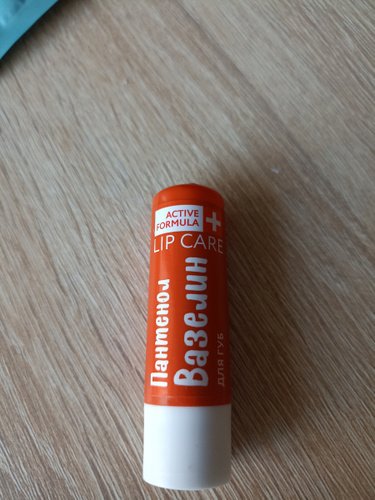 ACTIVE
FORMULA
LIP CARE
Пантенол
Вазелин
ДЛЯ ГУБ